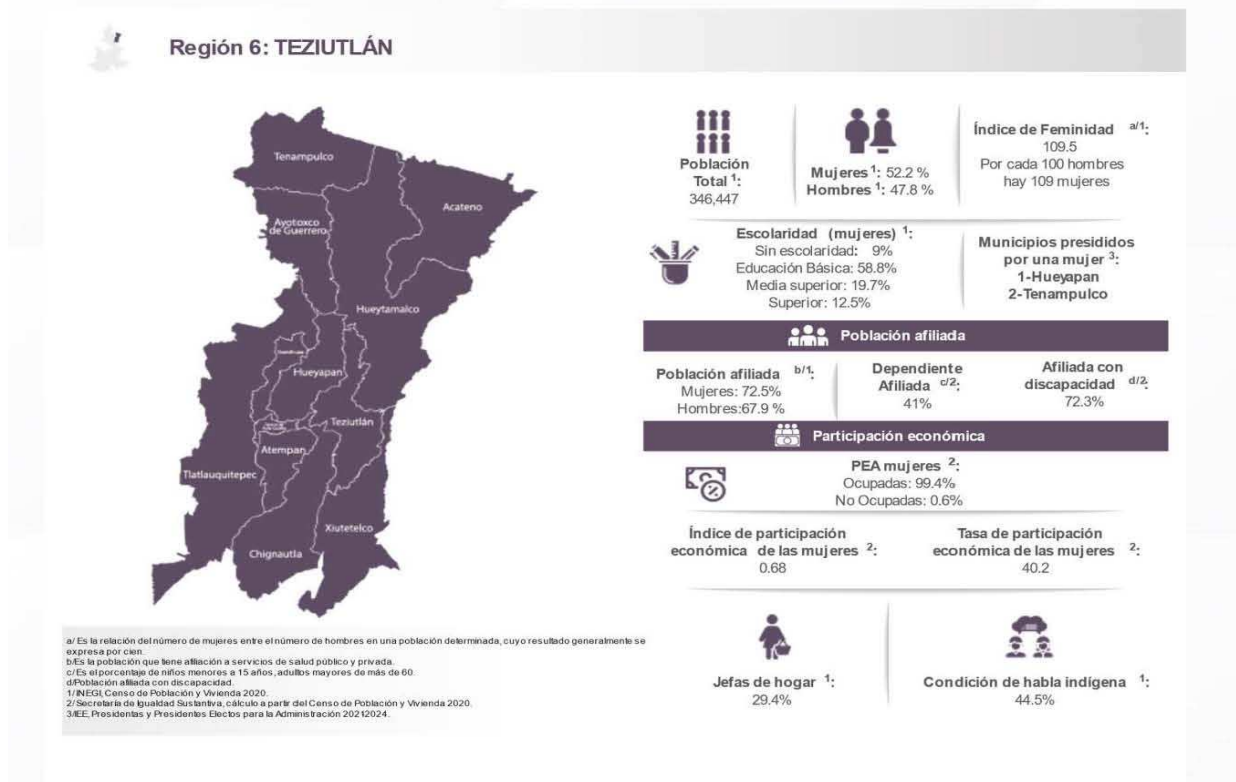 Región 6: TEZIUTLÁN
Tenampulco
Acateno
Ayotoxco
de Guerrero
Hueytamalco
Hueyapan
Teziutlán
Atempan
Tlatlauquitepec
Xiutetelco
Chignautla
Población
Total 1:
346,447
Mujeres 1: 52.2 %
Hombres 1: 47.8 %
Índice de Feminidad a/1:
109.5
Por cada 100 hombres
hay 109 mujeres
Escolaridad (mujeres) 1:
Sin escolaridad: 9%
Educación Básica: 58.8%
Media superior: 19.7%
Superior: 12.5%
Municipios presididos
por una mujer 3:
1-Hueyapan
2-Tenampulco
Población afiliada
Población afiliada b/1:
Mujeres: 72.5%
Hombres:67.9 %
Dependiente
Afiliada c/2:
41%
Afiliada con
discapacidad d/2:
72.3%
Participación económica
PEA mujeres 2:
Ocupadas: 99.4%
No Ocupadas: 0.6%
Índice de participación
económica de las mujeres 2:
0.68
Tasa de participación
económica de las mujeres 2:
40.2
Jefas de hogar 1:
29.4%
Condición de habla indígena 1:
44.5%
a/ Es la relación del número de mujeres entre el número de hombres en una población determinada, cuyo resultado generalmente se
expresa por cien.
b/Es la población que tiene afiliación a servicios de salud público y privada.
c/Es el porcentaje de niños menores a 15 años, adultos mayores de más de 60.
d/Población afiliada con discapacidad.
1/ INEGI, Censo de Población y Vivienda 2020.
2/ Secretaría de Igualdad Sustantiva, cálculo a partir del Censo de Población y Vivienda 2020.
3/IEE, Presidentas y Presidentes Electos para la Administración 20212024.